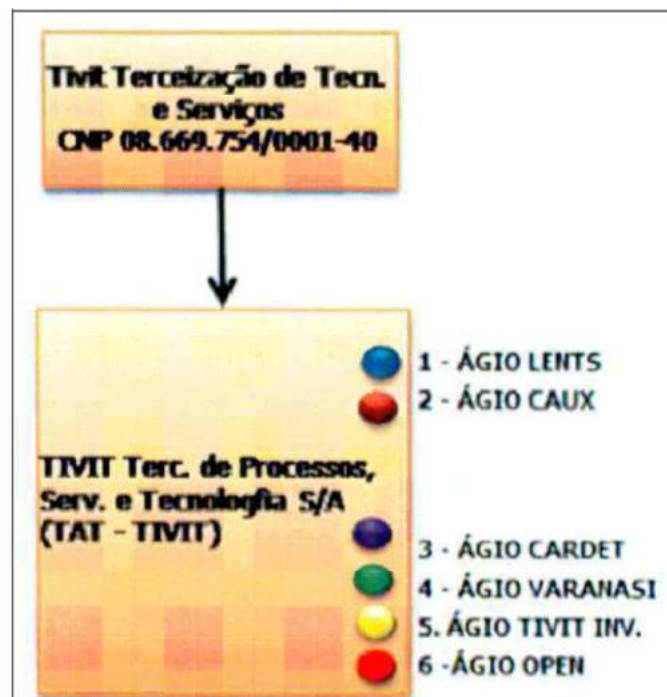 Tivit Terceização de Tecn.
e Serviços
CNP 08.669.754/0001-40
1 - ÁGIO LENTS
2 - ÁGIO CAUX
TIVIT Terc. de Processos,
Serv. e Tecnologfia S/A
(TAT - TIVIT)
3 - ÁGIO CARDET
4 - ÁGIO VARANASI
5. ÁGIO TIVIT INV.
6 -ÁGIO OPEN